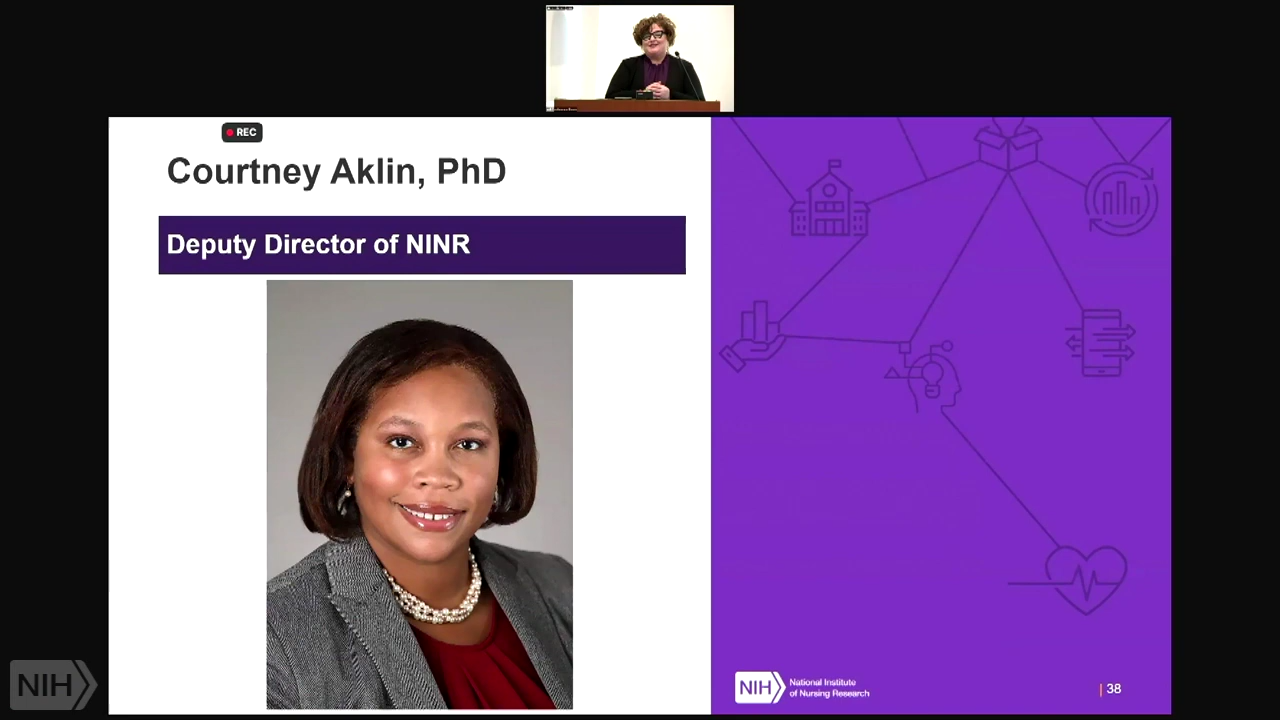 REC
Courtney Aklin, PhD
Deputy Director of NINR
NIH
NIH
National Institute
of Nursing Research
| 38